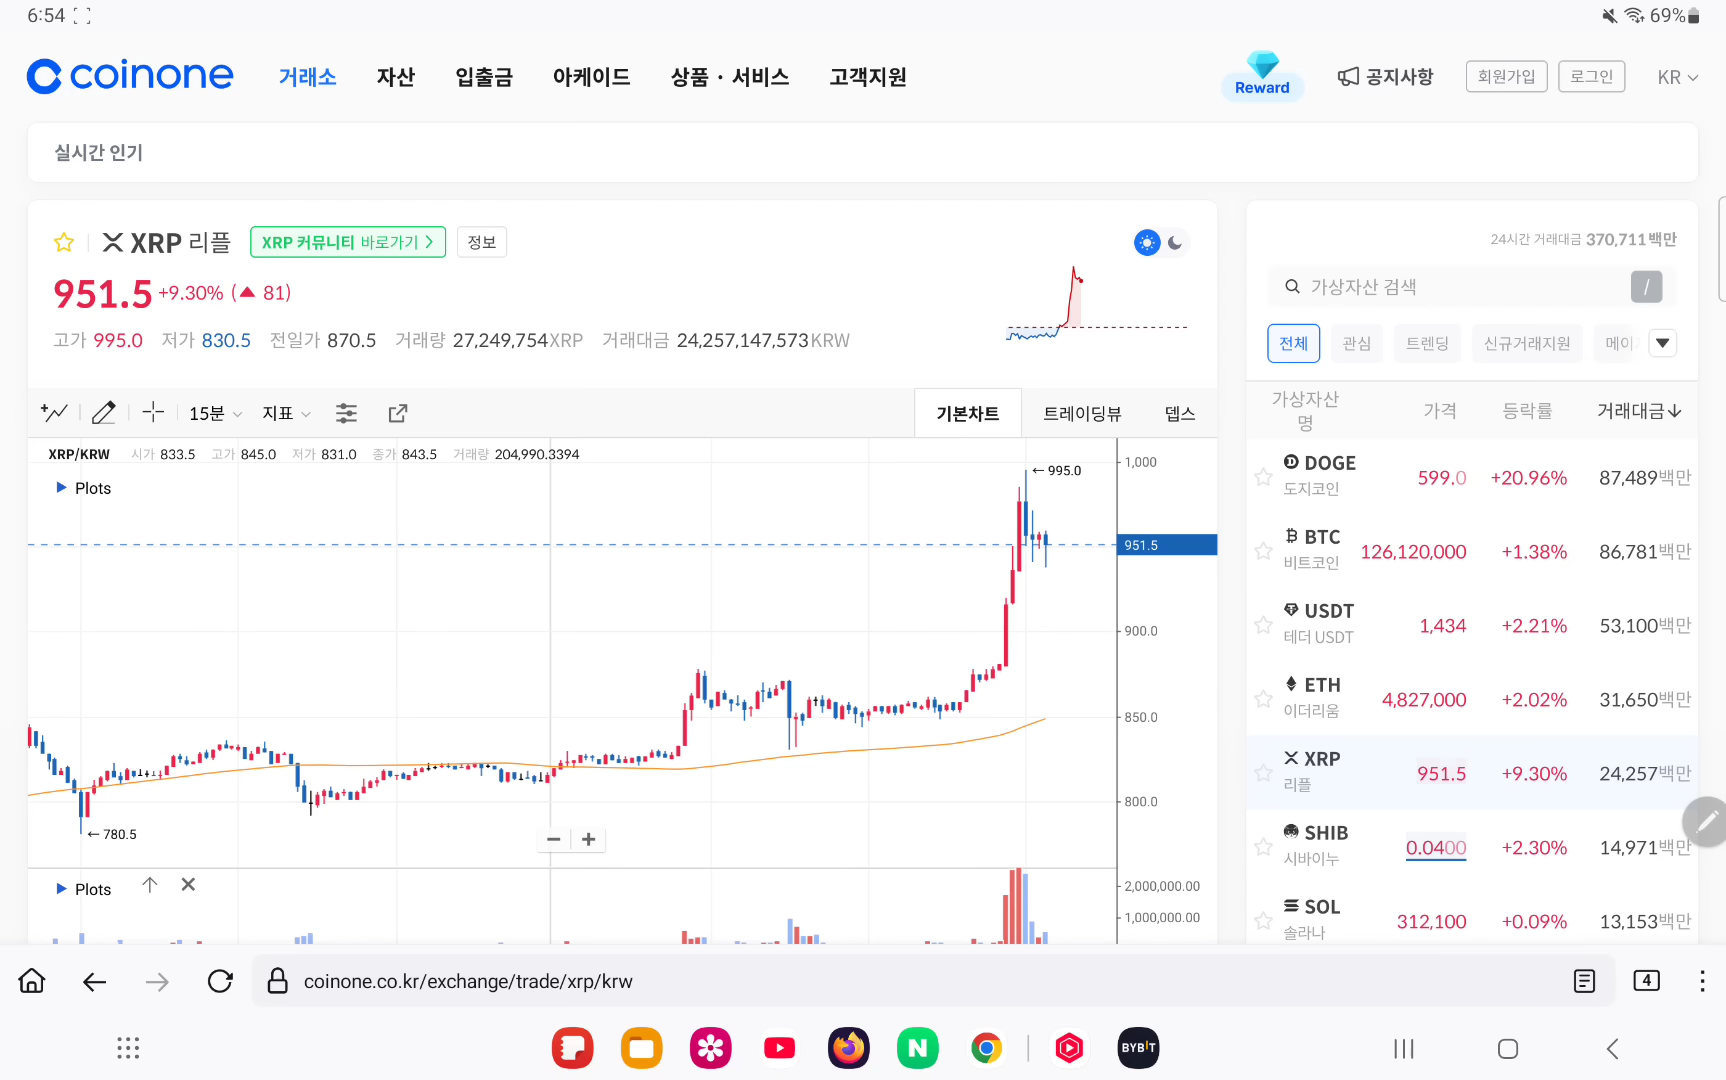 6:54
69%
coinone
거래소 자산 입출금 아케이드 상품 · 서비스 고객지원
Reward
공지사항 회원가입 로그인 KR
실시간 인기
XRP 리플
XRP 커뮤니티 바로가기 >
정보
951.5 +9.30% (▲ 81)
고가 995.0 저가 830.5 전일가 870.5 거래량 27,249,754XRP 거래대금 24,257,147,573KRW
15분 지표
기본차트 트레이딩뷰 뎁스
XRP/KRW 시가 833.5 고가 845.0 저가 831.0 종가 843.5 거래량 204,990.3394
▶ Plots
← 995.0
1,000
951.5
900.0
850.0
800.0
← 780.5
− +
▶ Plots ↑ ×
2,000,000.00
1,000,000.00
24시간 거래대금 370,711백만
가상자산 검색 /
전체 관심 트렌딩 신규거래지원 메이
가상자산명 가격 등락률 거래대금↓
DOGE 599.0 +20.96% 87,489백만
도지코인
BTC 126,120,000 +1.38% 86,781백만
비트코인
USDT 1,434 +2.21% 53,100백만
테더 USDT
ETH 4,827,000 +2.02% 31,650백만
이더리움
XRP 951.5 +9.30% 24,257백만
리플
SHIB 0.0400 +2.30% 14,971백만
시바이누
SOL 312,100 +0.09% 13,153백만
솔라나
coinone.co.kr/exchange/trade/xrp/krw
4
N
BYBIT